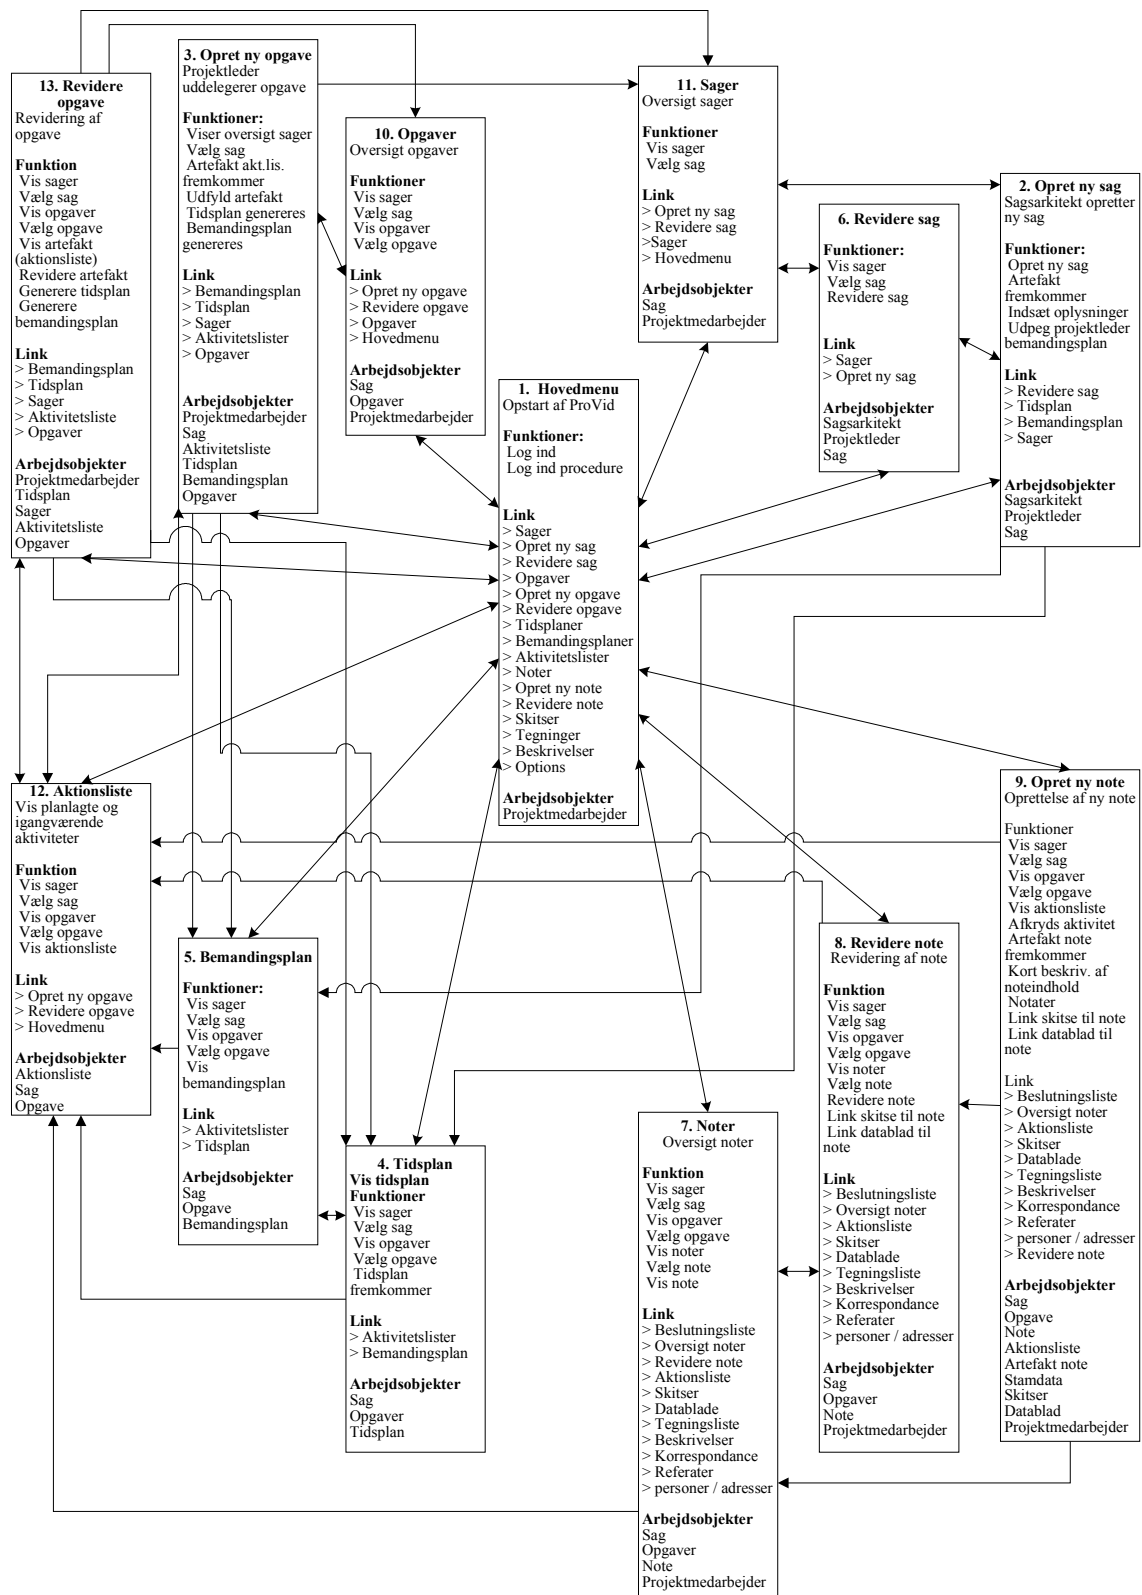 13. Revidere
opgave
Revidering af
opgave
Funktion
Vis sager
Vælg sag
Vis opgaver
Vælg opgave
Vis artefakt
(aktionsliste)
Revidere artefakt
Generere tidsplan
Generere
bemandingsplan
Link
> Bemandingsplan
> Tidsplan
> Sager
> Aktivitetsliste
> Opgaver
Arbejdsobjekter
Projektmedarbejder
Tidsplan
Sager
Aktivitetsliste
Opgaver
3. Opret ny opgave
Projektleder
uddelegerer opgave
Funktioner:
Viser oversigt sager
Vælg sag
Artefakt akt.lis.
fremkommer
Udfyld artefakt
Tidsplan genereres
Bemandingsplan
genereres
Link
> Bemandingsplan
> Tidsplan
> Sager
> Aktivitetslister
> Opgaver
Arbejdsobjekter
Projektmedarbejder
Sag
Aktivitetsliste
Tidsplan
Bemandingsplan
Opgaver
10. Opgaver
Oversigt opgaver
Funktioner
Vis sager
Vælg sag
Vis opgaver
Vælg opgave
Link
> Opret ny opgave
> Revidere opgave
> Opgaver
> Hovedmenu
Arbejdsobjekter
Sag
Opgaver
Projektmedarbejder
11. Sager
Oversigt sager
Funktioner
Vis sager
Vælg sag
Link
> Opret ny sag
> Revidere sag
>Sager
> Hovedmenu
Arbejdsobjekter
Sag
Projektmedarbejder
6. Revidere sag
Funktioner:
Vis sager
Vælg sag
Revidere sag
Link
> Sager
> Opret ny sag
Arbejdsobjekter
Sagsarkitekt
Projektleder
Sag
2. Opret ny sag
Sagsarkitekt opretter
ny sag
Funktioner:
Opret ny sag
Artefakt
fremkommer
Indsæt oplysninger
Udpeg projektleder
bemandingsplan
Link
> Revidere sag
> Tidsplan
> Bemandingsplan
> Sager
Arbejdsobjekter
Sagsarkitekt
Projektleder
Sag
1. Hovedmenu
Opstart af ProVid
Funktioner:
Log ind
Log ind procedure
Link
> Sager
> Opret ny sag
> Revidere sag
> Opgaver
> Opret ny opgave
> Revidere opgave
> Tidsplaner
> Bemandingsplaner
> Aktivitetslister
> Noter
> Opret ny note
> Revidere note
> Skitser
> Tegninger
> Beskrivelser
> Options
Arbejdsobjekter
Projektmedarbejder
12. Aktionsliste
Vis planlagte og
igangværende
aktiviteter
Funktion
Vis sager
Vælg sag
Vis opgaver
Vælg opgave
Vis aktionsliste
Link
> Opret ny opgave
> Revidere opgave
> Hovedmenu
Arbejdsobjekter
Aktionsliste
Sag
Opgave
5. Bemandingsplan
Funktioner:
Vis sager
Vælg sag
Vis opgaver
Vælg opgave
Vis
bemandingsplan
Link
> Aktivitetslister
> Tidsplan
Arbejdsobjekter
Sag
Opgave
Bemandingsplan
4. Tidsplan
Vis tidsplan
Funktioner
Vis sager
Vælg sag
Vis opgaver
Vælg opgave
Tidsplan
fremkommer
Link
> Aktivitetslister
> Bemandingsplan
Arbejdsobjekter
Sag
Opgaver
Tidsplan
7. Noter
Oversigt noter
Funktion
Vis sager
Vælg sag
Vis opgaver
Vælg opgave
Vis noter
Vælg note
Vis note
Link
> Beslutningsliste
> Oversigt noter
> Revidere note
> Aktionsliste
> Skitser
> Datablade
> Tegningsliste
> Beskrivelser
> Korrespondance
> Referater
> personer / adresser
Arbejdsobjekter
Sag
Opgaver
Note
Projektmedarbejder
8. Revidere note
Revidering af note
Funktion
Vis sager
Vælg sag
Vis opgaver
Vælg opgave
Vis noter
Vælg note
Revidere note
Link skitse til note
Link datablad til
note
Link
> Beslutningsliste
> Oversigt noter
> Aktionsliste
> Skitser
> Datablade
> Tegningsliste
> Beskrivelser
> Korrespondance
> Referater
> personer / adresser
Arbejdsobjekter
Sag
Opgaver
Note
Projektmedarbejder
9. Opret ny note
Oprettelse af ny note
Funktioner
Vis sager
Vælg sag
Vis opgaver
Vælg opgave
Vis aktionsliste
Afkryds aktivitet
Artefakt note
fremkommer
Kort beskriv. af
noteindhold
Notater
Link skitse til note
Link datablad til
note
Link
> Beslutningsliste
> Oversigt noter
> Aktionsliste
> Skitser
> Datablade
> Tegningsliste
> Beskrivelser
> Korrespondance
> Referater
> personer / adresser
> Revidere note
Arbejdsobjekter
Sag
Opgave
Note
Aktionsliste
Artefakt note
Stamdata
Skitser
Datablad
Projektmedarbejder